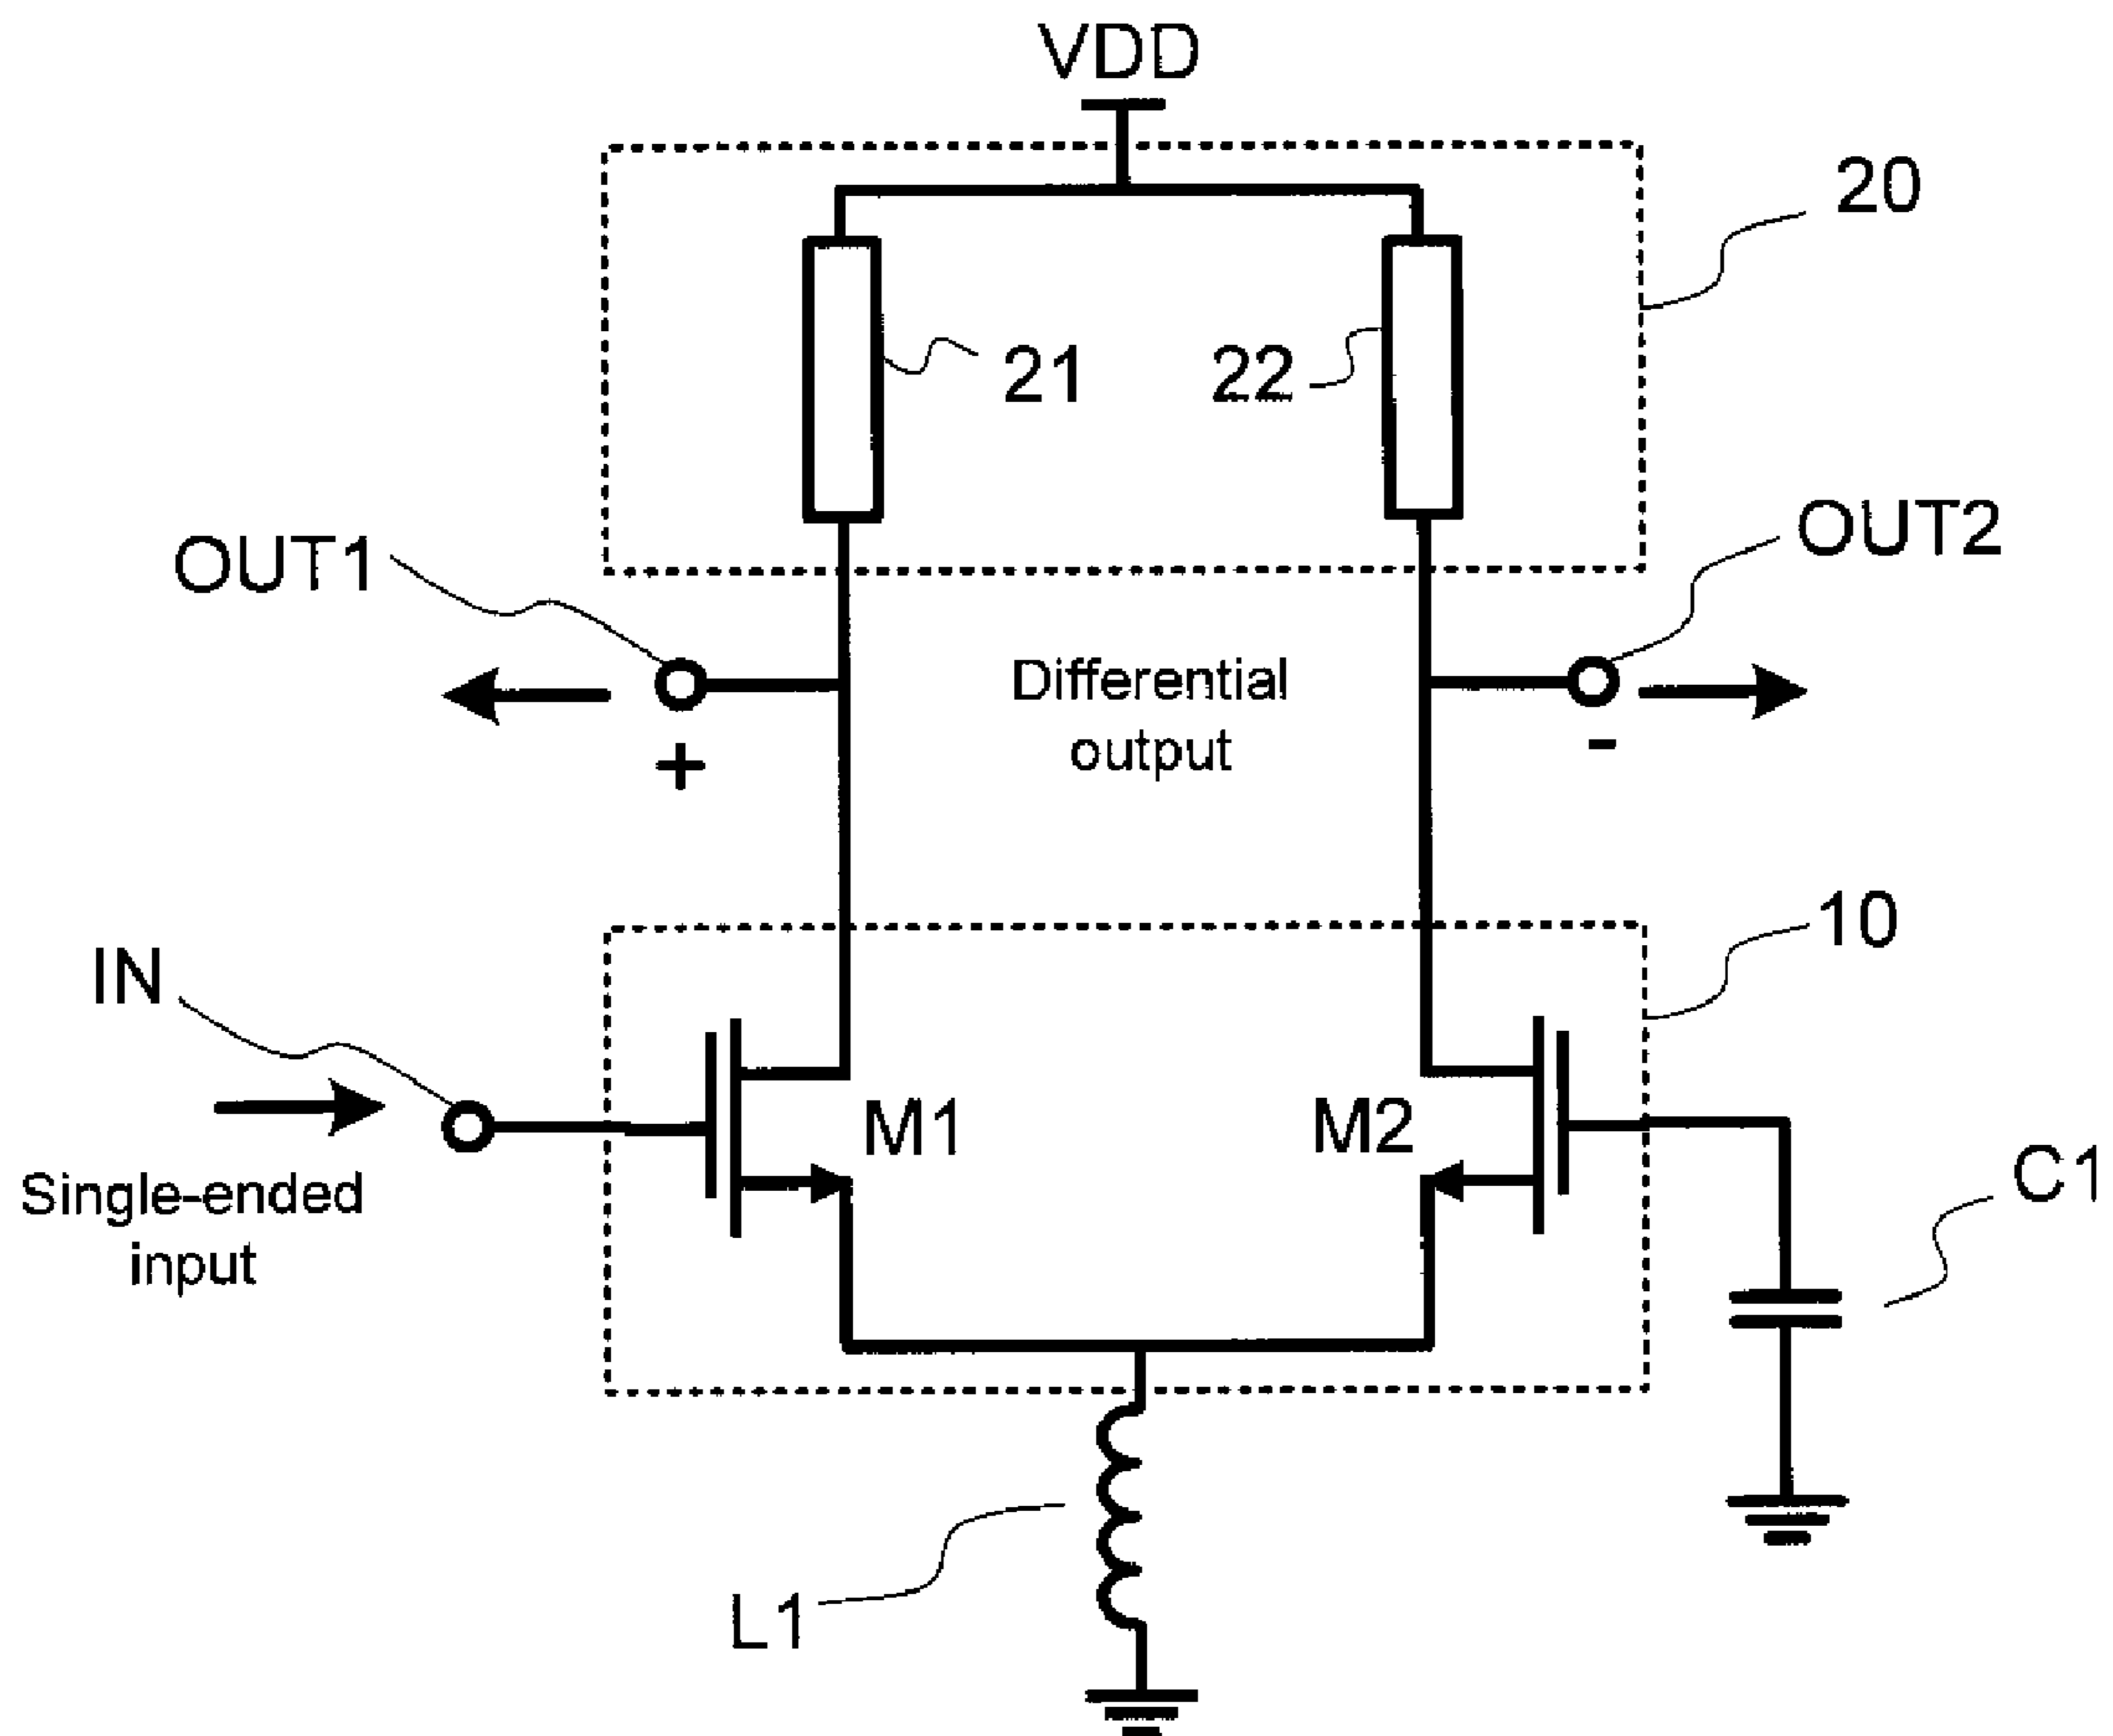 VDD
20
21
22
OUT1
OUT2
Differential
output
+
-
10
IN
M1
M2
Single-ended
input
C1
L1